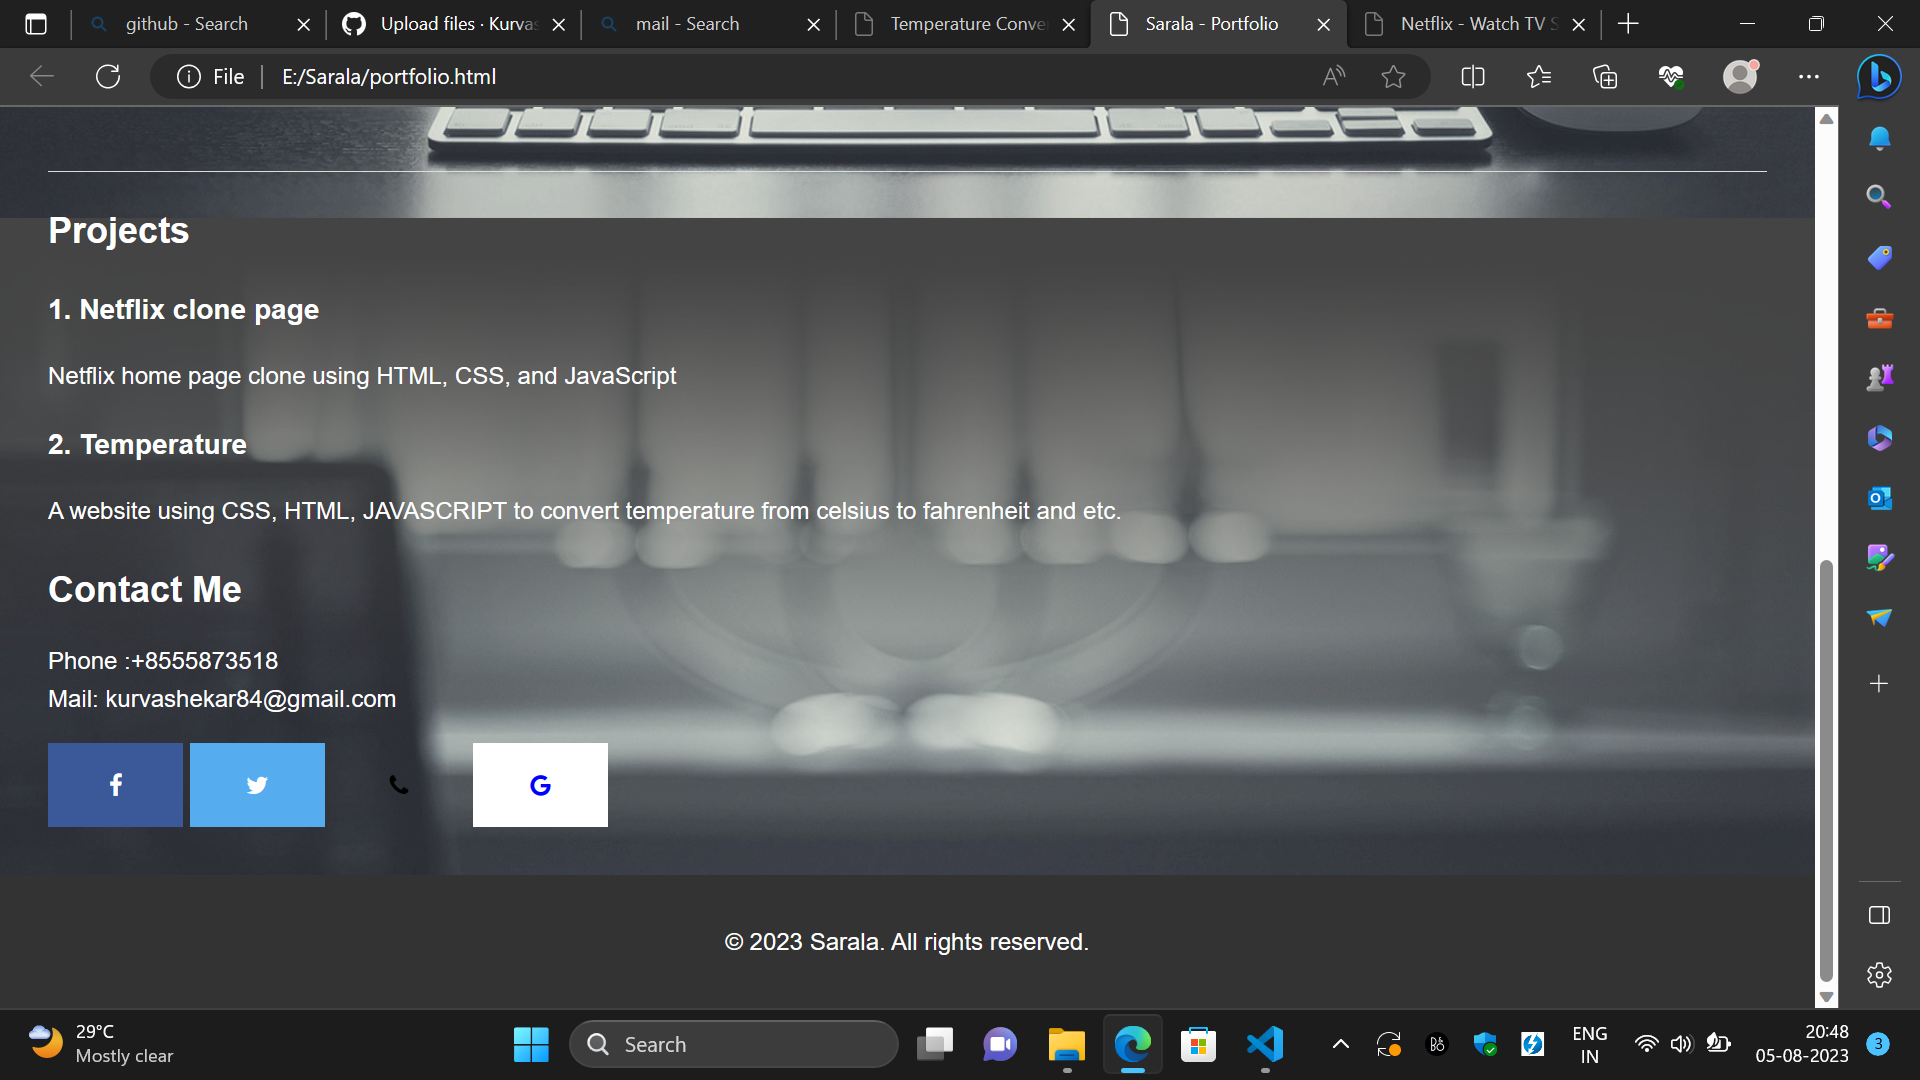 github - Search
Upload files · Kurvas
mail - Search
Temperature Conve
Sarala - Portfolio
Netflix - Watch TV S
File
E:/Sarala/portfolio.html
Projects
1. Netflix clone page
Netflix home page clone using HTML, CSS, and JavaScript
2. Temperature
A website using CSS, HTML, JAVASCRIPT to convert temperature from celsius to fahrenheit and etc.
Contact Me
Phone :+8555873518
Mail: kurvashekar84@gmail.com
© 2023 Sarala. All rights reserved.
29°C
Mostly clear
Search
ENG
IN
20:48
05-08-2023
3